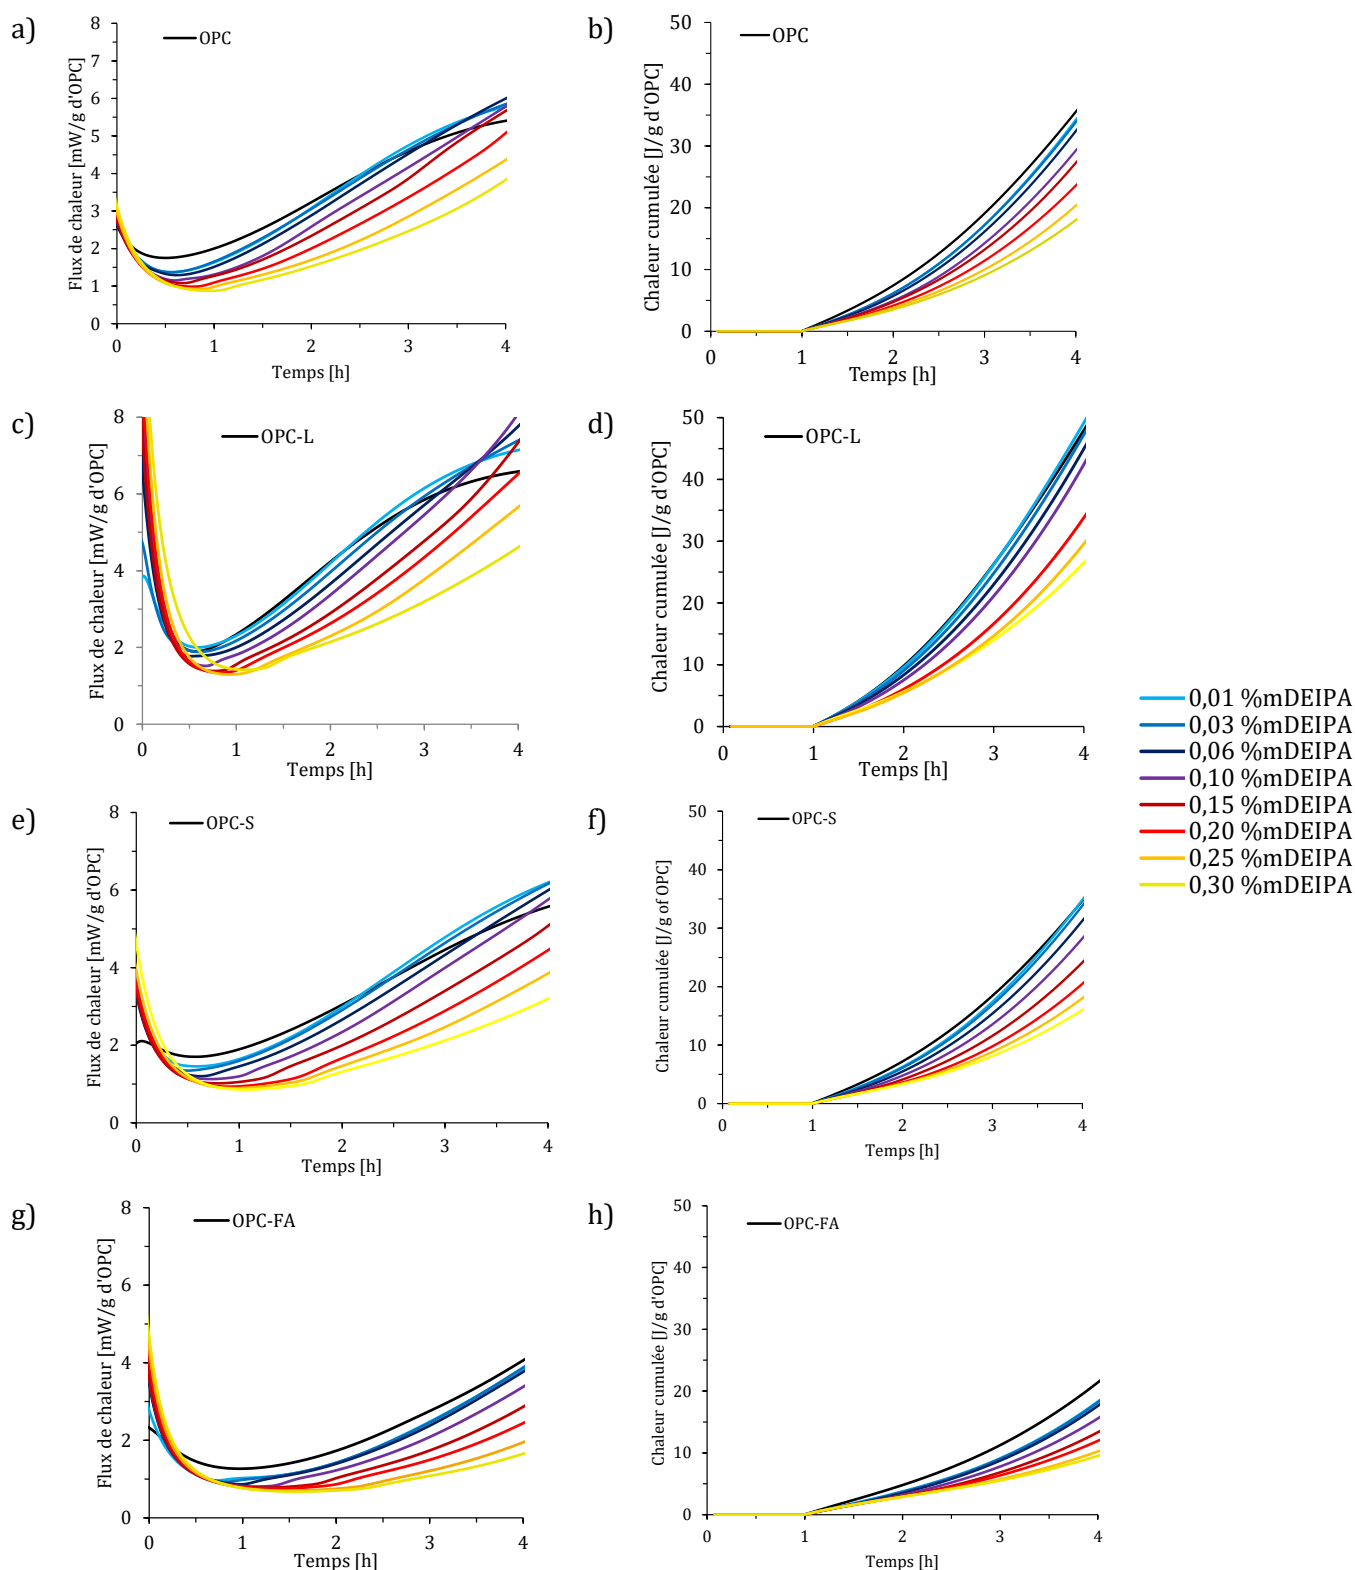 a)
OPC
Flux de chaleur [mW/g d'OPC]
8
7
6
5
4
3
2
1
0
0 1 2 3 4
Temps [h]
b)
OPC
Chaleur cumulée [J/g d'OPC]
50
40
30
20
10
0
0 1 2 3 4
Temps [h]
c)
OPC-L
Flux de chaleur [mW/g d'OPC]
8
6
4
2
0
0 1 2 3 4
Temps [h]
d)
OPC-L
Chaleur cumulée [J/g d'OPC]
50
40
30
20
10
0
0 1 2 3 4
Temps [h]
0,01 %mDEIPA
0,03 %mDEIPA
0,06 %mDEIPA
0,10 %mDEIPA
0,15 %mDEIPA
0,20 %mDEIPA
0,25 %mDEIPA
0,30 %mDEIPA
e)
OPC-S
Flux de chaleur [mW/g d'OPC]
8
6
4
2
0
0 1 2 3 4
Temps [h]
f)
OPC-S
Chaleur cumulée [J/g of OPC]
50
40
30
20
10
0
0 1 2 3 4
Temps [h]
g)
OPC-FA
Flux de chaleur [mW/g d'OPC]
8
6
4
2
0
0 1 2 3 4
Temps [h]
h)
OPC-FA
Chaleur cumulée [J/g d'OPC]
50
40
30
20
10
0
0 1 2 3 4
Temps [h]